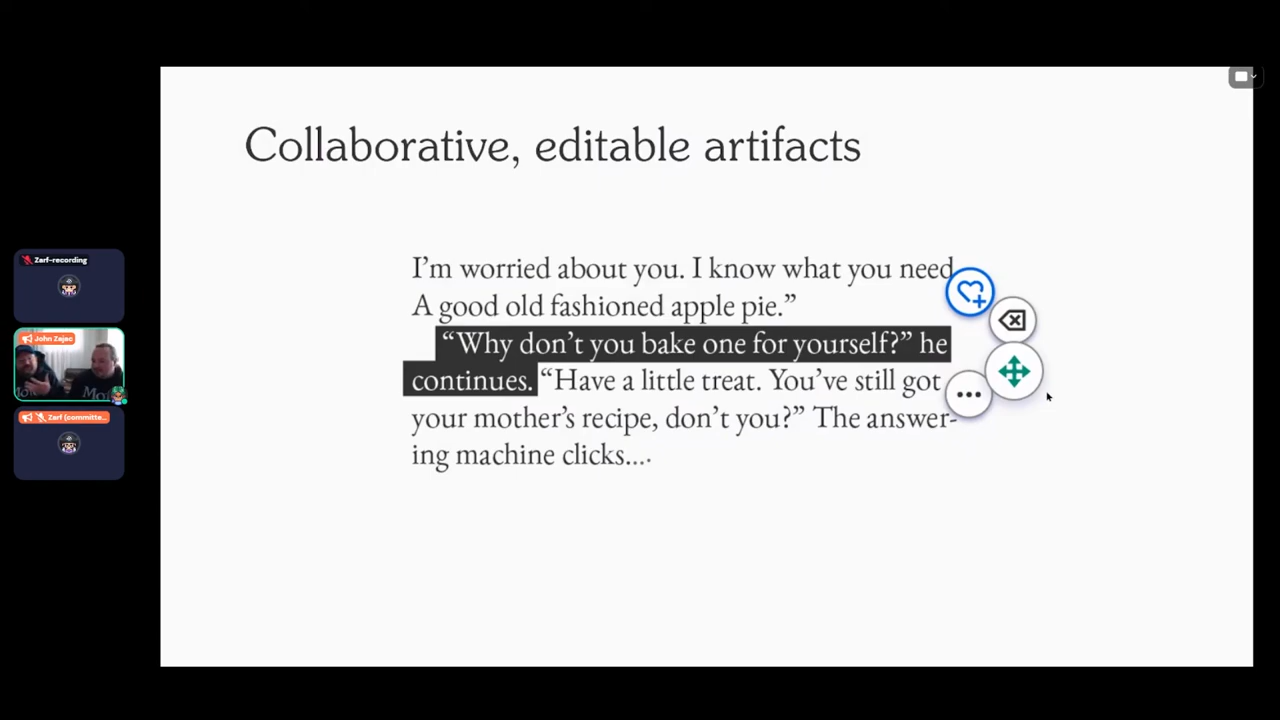 Collaborative, editable artifacts
I’m worried about you. I know what you need
A good old fashioned apple pie.”
“Why don’t you bake one for yourself?” he
continues. “Have a little treat. You’ve still got
your mother’s recipe, don’t you?” The answer-
ing machine clicks...
Zarf-recording
John Zajac
Zarf (committe...